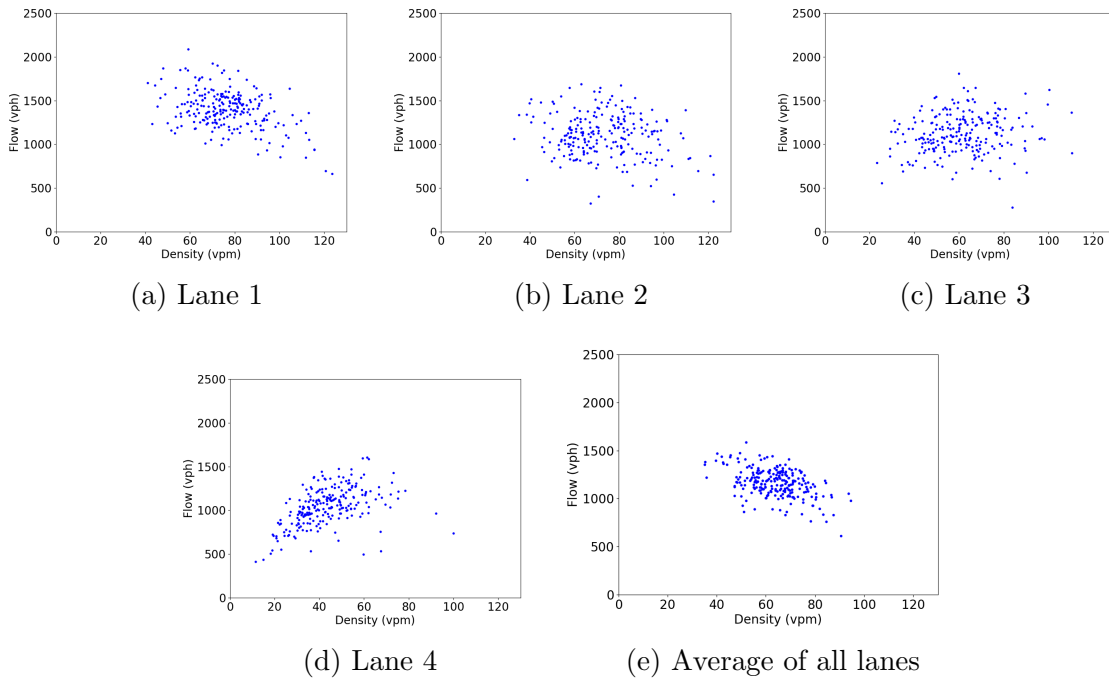 2500
2000
1500
1000
500
0
Flow (vph)
0 20 40 60 80 100 120
Density (vpm)
(a) Lane 1
2500
2000
1500
1000
500
0
Flow (vph)
0 20 40 60 80 100 120
Density (vpm)
(b) Lane 2
2500
2000
1500
1000
500
0
Flow (vph)
0 20 40 60 80 100 120
Density (vpm)
(c) Lane 3
2500
2000
1500
1000
500
0
Flow (vph)
0 20 40 60 80 100 120
Density (vpm)
(d) Lane 4
2500
2000
1500
1000
500
0
Flow (vph)
0 20 40 60 80 100 120
Density (vpm)
(e) Average of all lanes